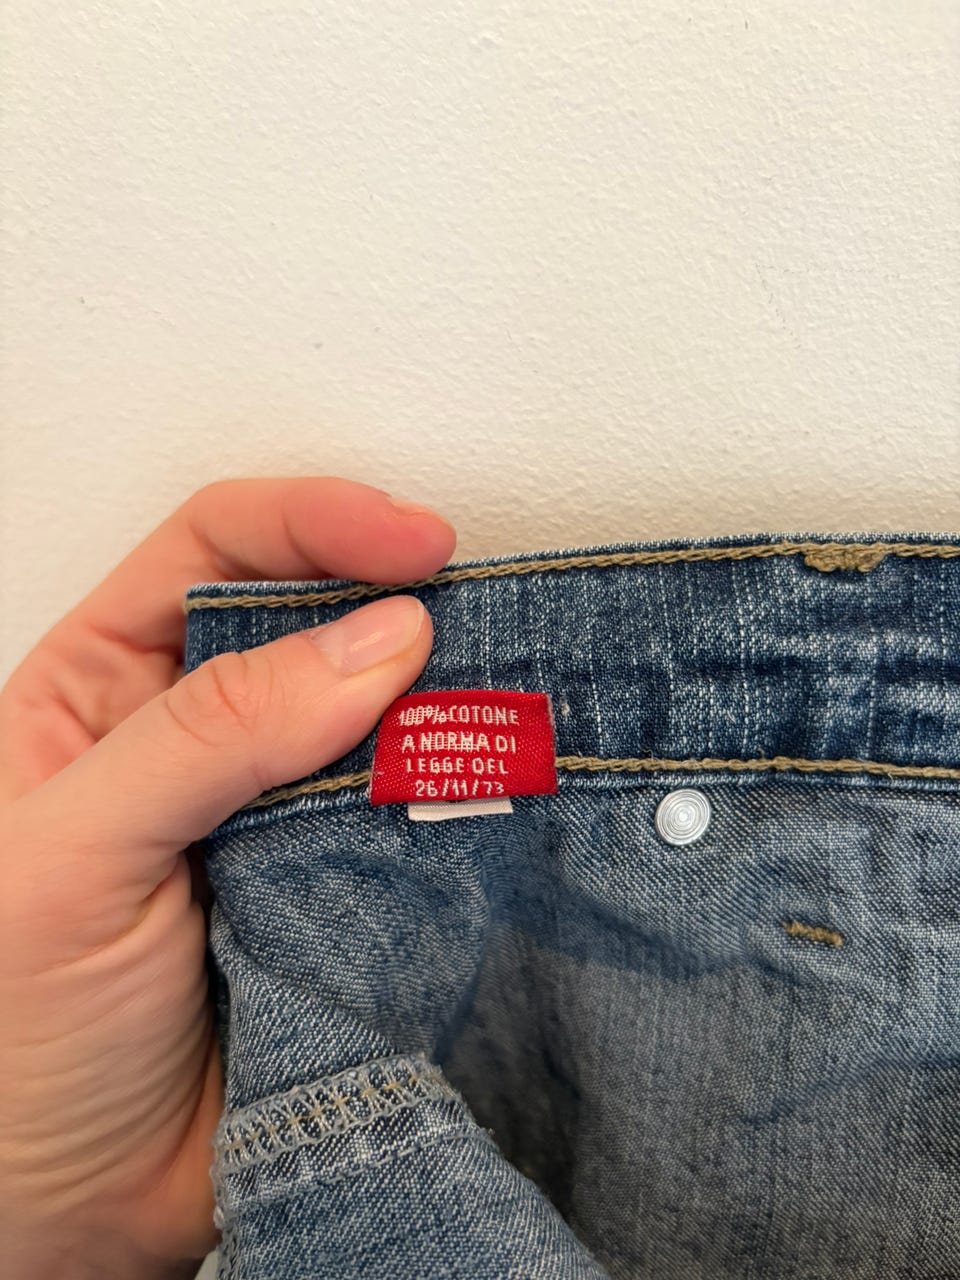 100% COTONE
A NORMA DI
LEGGE DEL
26/11/73